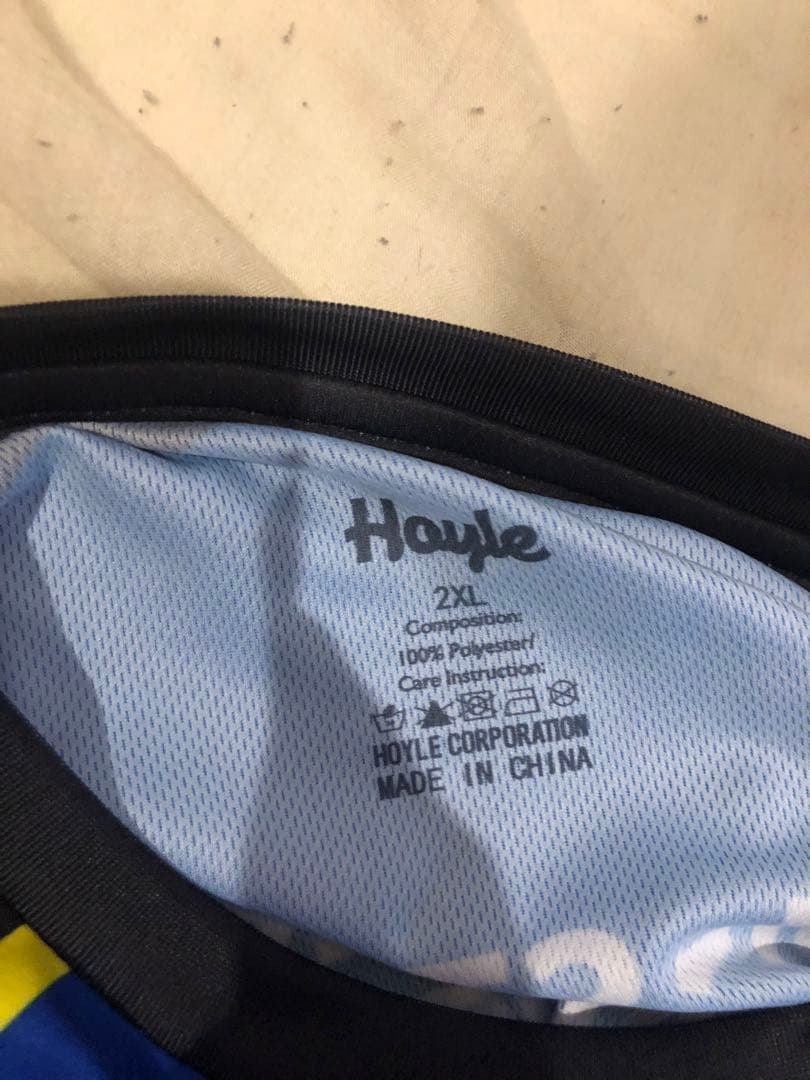 Hoyle
2XL
Composition:
100% Polyester/
Care Instruction:
HOYLE CORPORATION
MADE IN CHINA